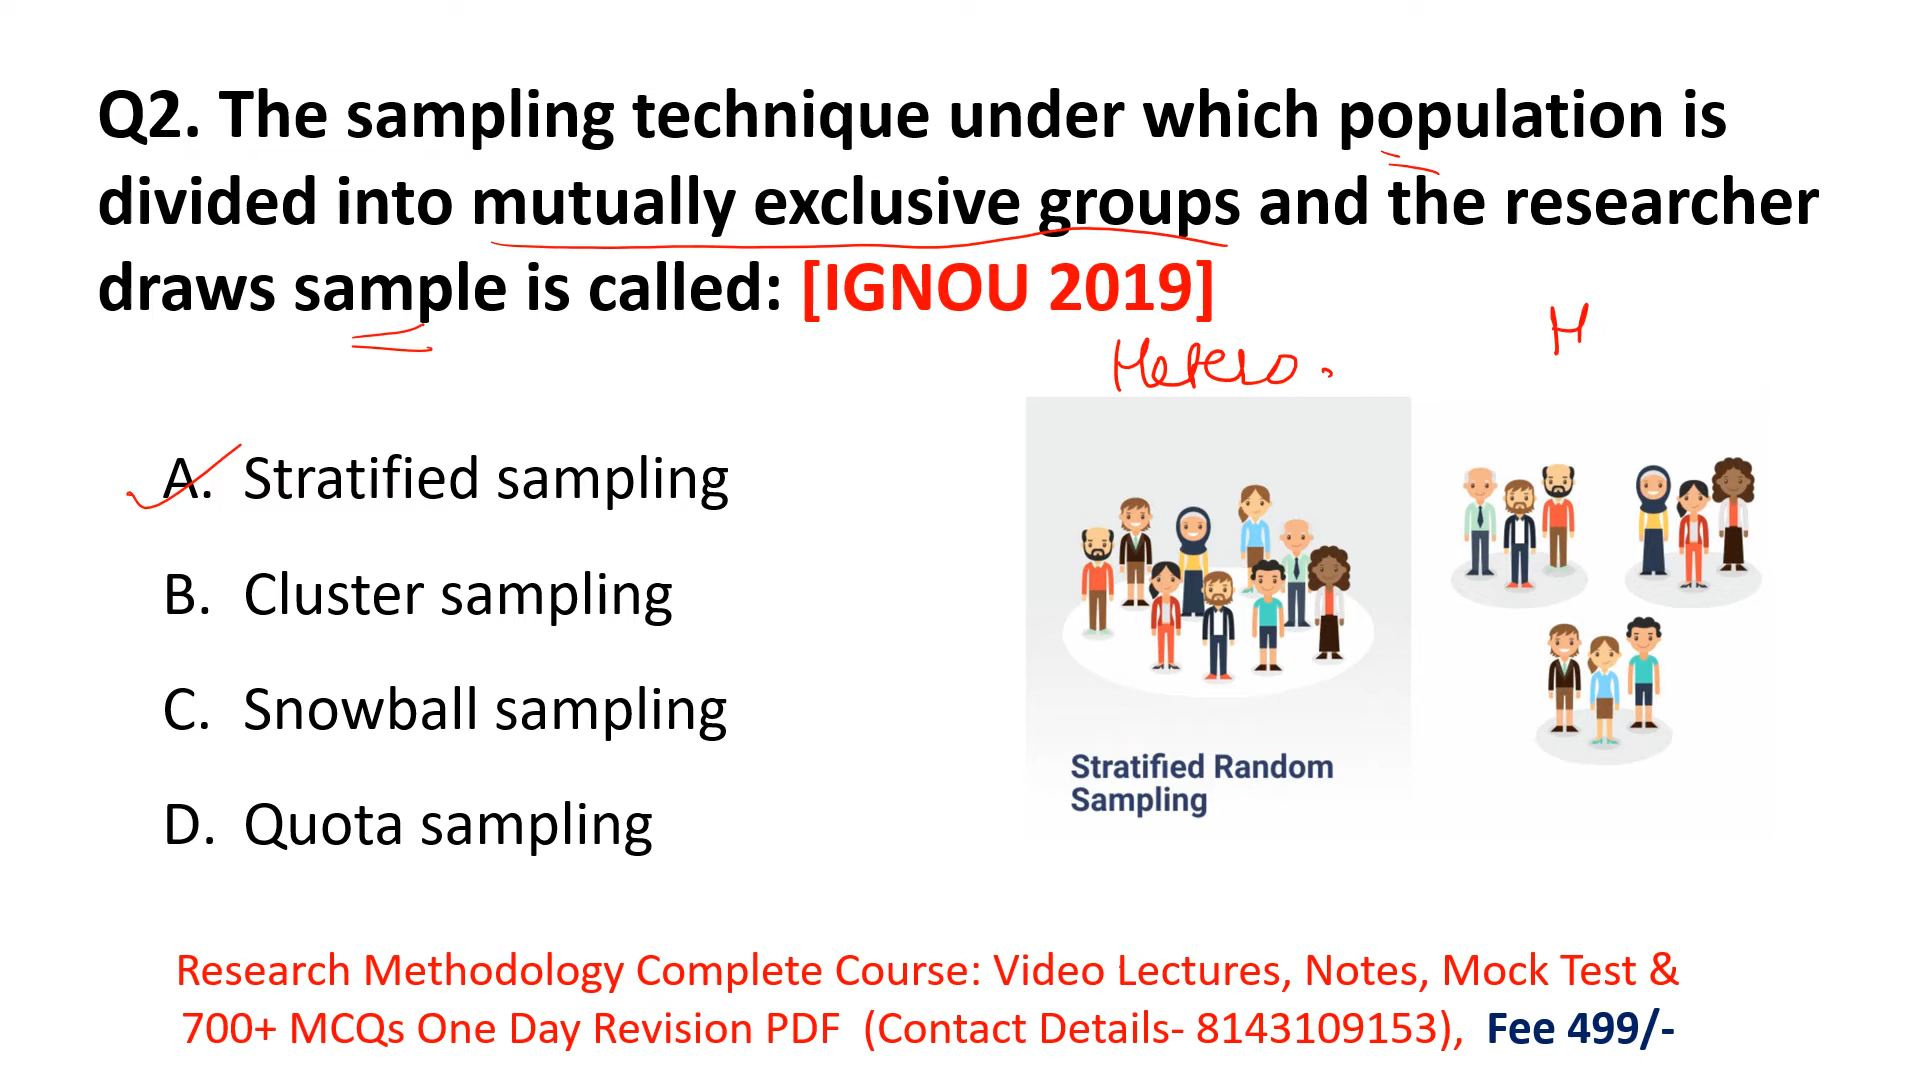 Q2. The sampling technique under which population is
divided into mutually exclusive groups and the researcher
draws sample is called: [IGNOU 2019]
Hetero.
H
A. Stratified sampling
B. Cluster sampling
C. Snowball sampling
D. Quota sampling
Stratified Random
Sampling
Research Methodology Complete Course: Video Lectures, Notes, Mock Test &
700+ MCQs One Day Revision PDF (Contact Details- 8143109153), Fee 499/-